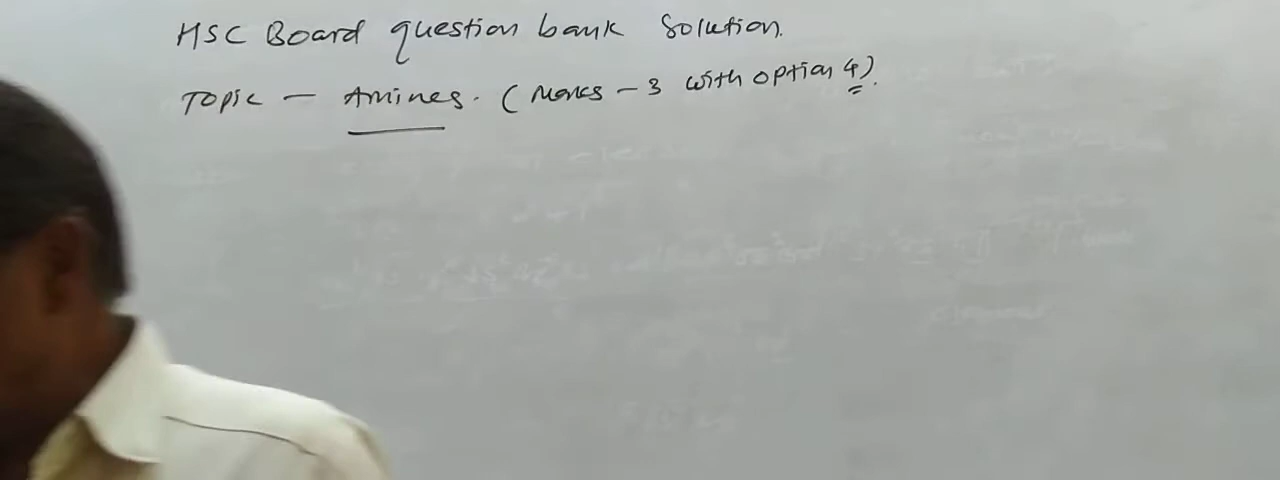 HSC Board question bank Solution.
Topic - Amines. (Marks - 3 with option 4).